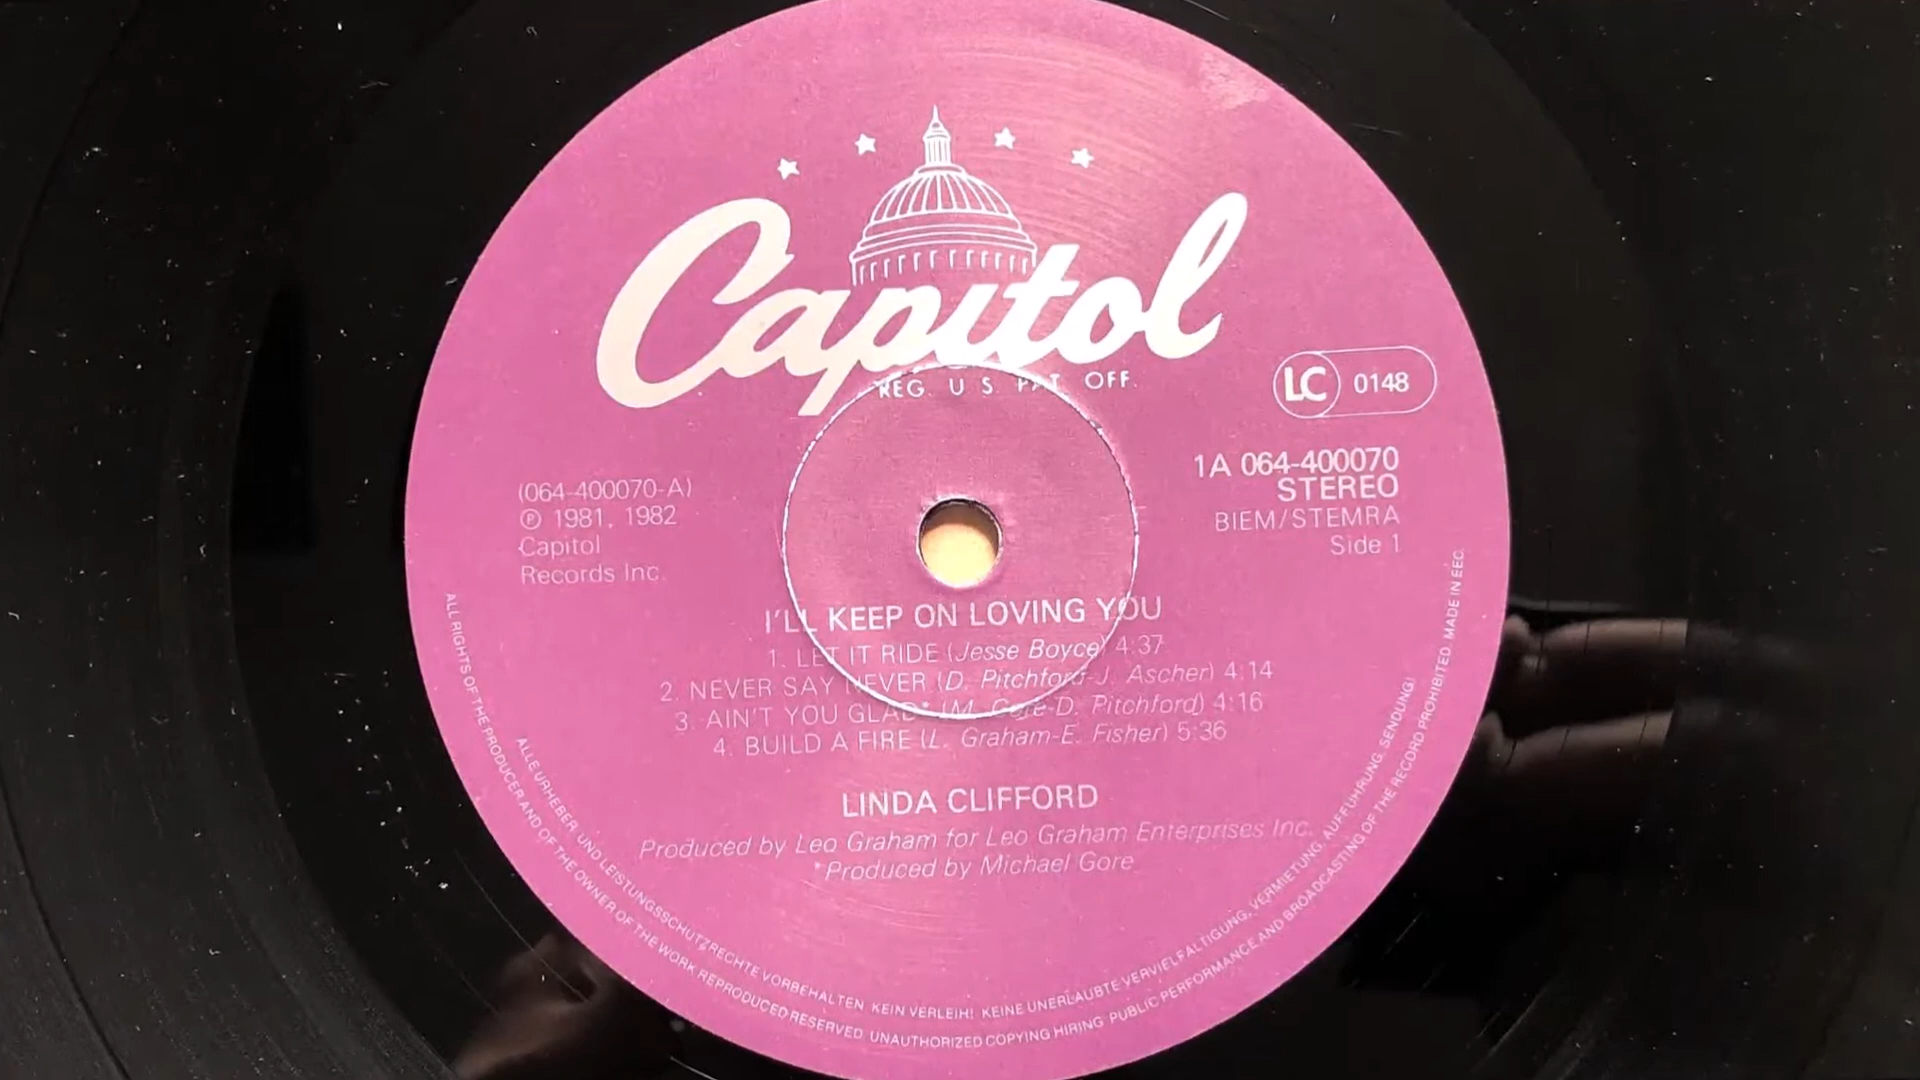 Capitol
REG. U.S. PAT. OFF.
LC 0148
1A 064-400070
STEREO
BIEM/STEMRA
Side 1
(064-400070-A)
℗ 1981, 1982
Capitol
Records Inc.
I'LL KEEP ON LOVING YOU
1. LET IT RIDE (Jesse Boyce) 4:37
2. NEVER SAY NEVER (D. Pitchford-J. Ascher) 4:14
3. AIN'T YOU GLAD* (M. Gore-D. Pitchford) 4:16
4. BUILD A FIRE (L. Graham-E. Fisher) 5:36
LINDA CLIFFORD
Produced by Leo Graham for Leo Graham Enterprises Inc.
*Produced by Michael Gore
ALLE URHEBER UND LEISTUNGSSCHUTZRECHTE VORBEHALTEN KEIN VERLEIH! KEINE UNERLAUBTE VERVIELFALTIGUNG, VERMIETUNG, AUFFUHRUNG, SENDUNG!
ALL RIGHTS OF THE PRODUCER AND OF THE OWNER OF THE WORK REPRODUCED RESERVED UNAUTHORIZED COPYING HIRING PUBLIC PERFORMANCE AND BROADCASTING OF THE RECORD PROHIBITED MADE IN EEC.